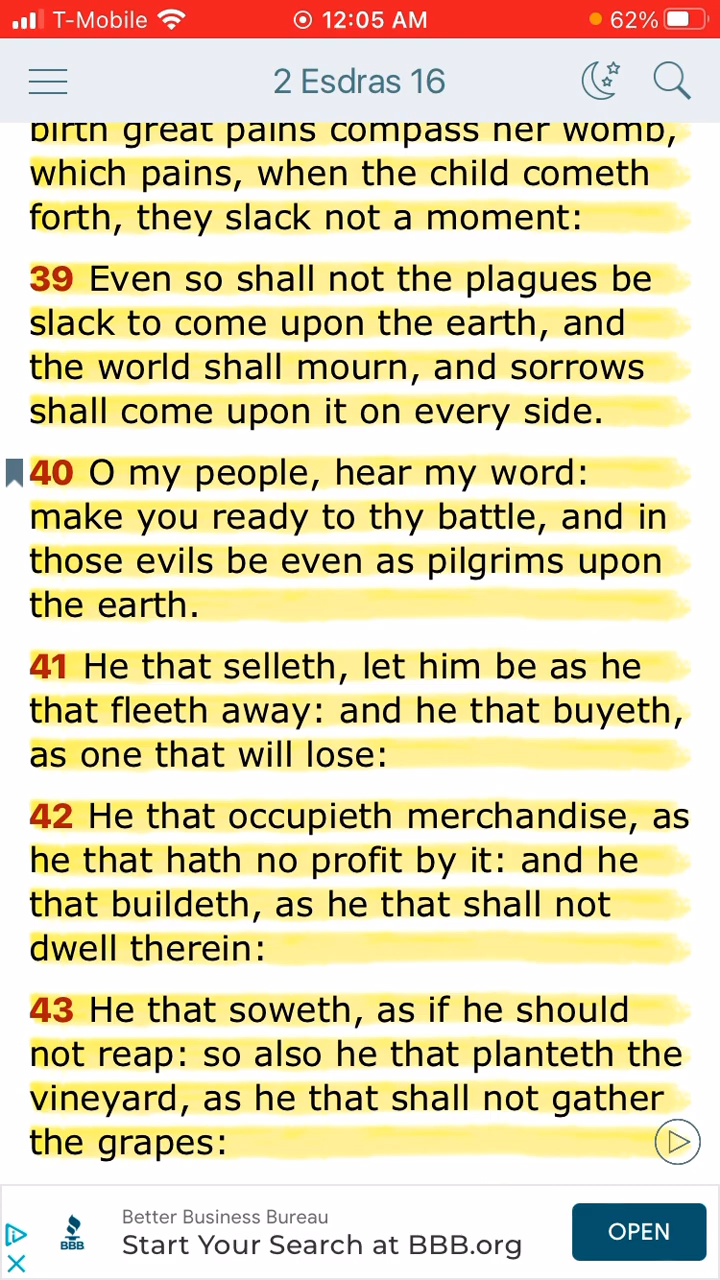 T-Mobile 12:05 AM 62%
2 Esdras 16
birth great pains compass her womb,
which pains, when the child cometh
forth, they slack not a moment:
39 Even so shall not the plagues be
slack to come upon the earth, and
the world shall mourn, and sorrows
shall come upon it on every side.
40 O my people, hear my word:
make you ready to thy battle, and in
those evils be even as pilgrims upon
the earth.
41 He that selleth, let him be as he
that fleeth away: and he that buyeth,
as one that will lose:
42 He that occupieth merchandise, as
he that hath no profit by it: and he
that buildeth, as he that shall not
dwell therein:
43 He that soweth, as if he should
not reap: so also he that planteth the
vineyard, as he that shall not gather
the grapes:
Better Business Bureau
Start Your Search at BBB.org
BBB
OPEN